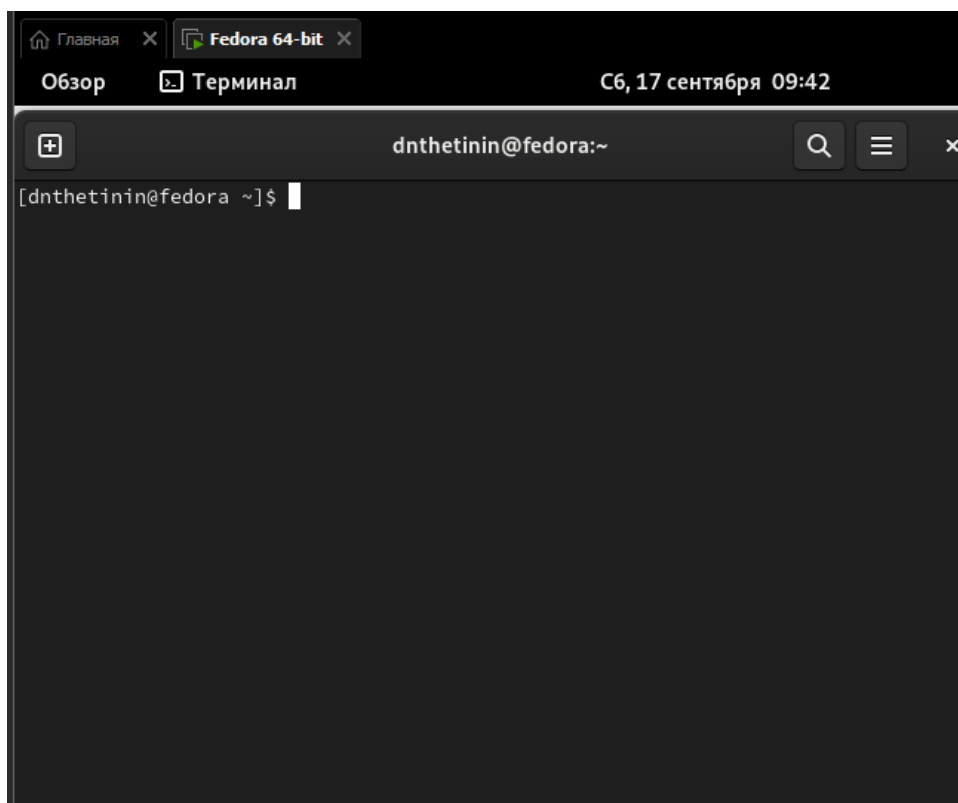 Главная Fedora 64-bit
Обзор Терминал Сб, 17 сентября 09:42
dnthetinin@fedora:~
[dnthetinin@fedora ~]$